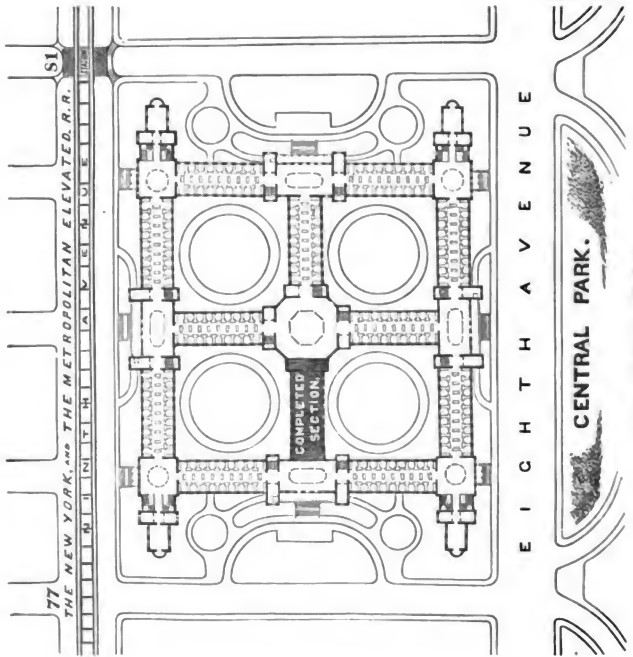 81
77
THE NEW YORK, AND THE METROPOLITAN ELEVATED. R.R.
NINTH AVENUE
COMPLETED
SECTION.
EIGHTH AVENUE
CENTRAL PARK.